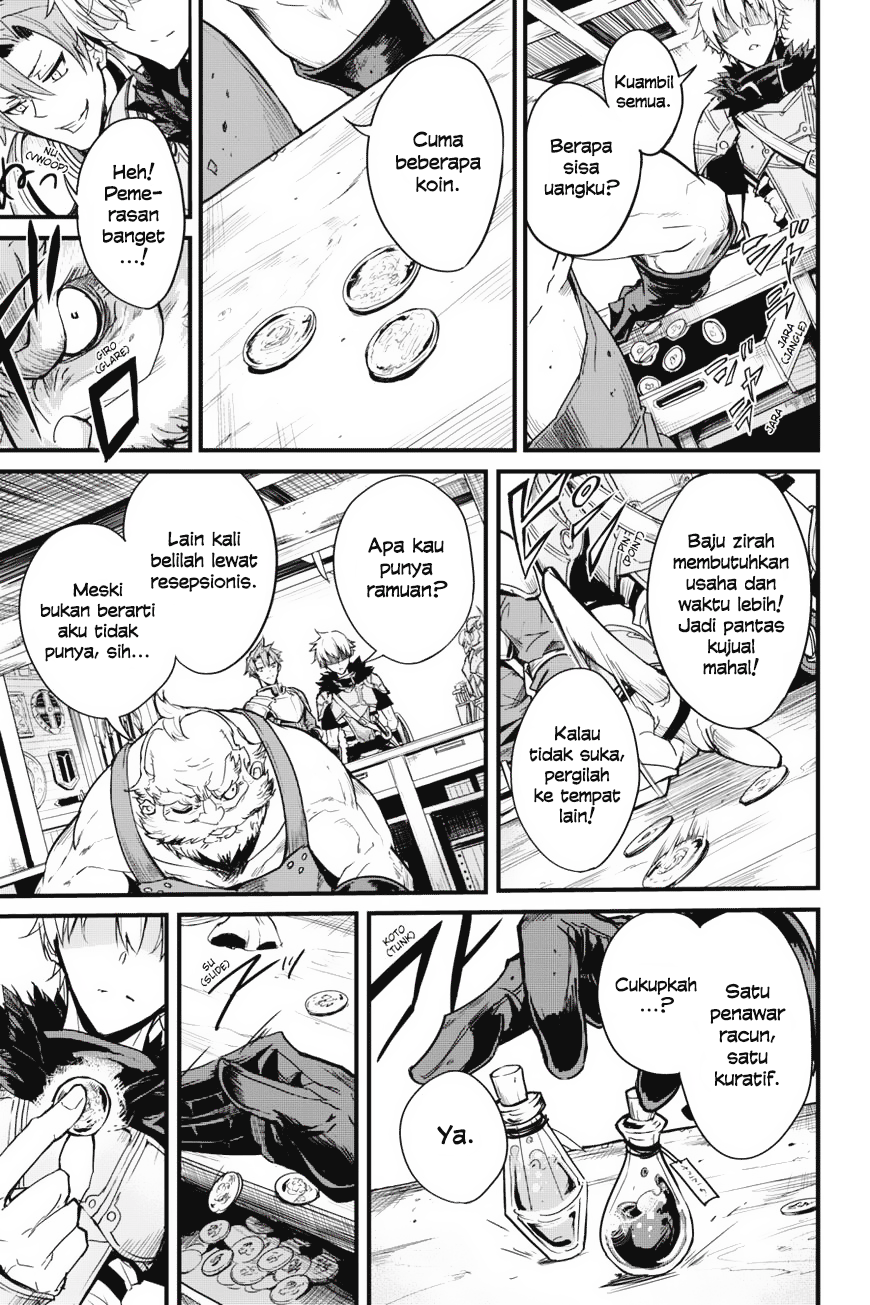 Kuambil
semua.
Berapa
sisa
uangku?
JARA
(JANGLE)
JARA
Cuma
beberapa
koin.
NU
(VWOOP)
Heh!
Peme-
rasan
banget
...!
GIRO
(GLARE)
Baju zirah
membutuhkan
usaha dan
waktu lebih!
Jadi pantas
kujual
mahal!
PIN
(POINT)
Kalau
tidak suka,
pergilah
ke tempat
lain!
Apa kau
punya
ramuan?
Lain kali
belilah lewat
resepsionis.
Meski
bukan berarti
aku tidak
punya, sih...
Satu
penawar
racun,
satu
kuratif.
Cukupkah
...?
KOTO
(TUNK)
Ya.
SU
(SLIDE)